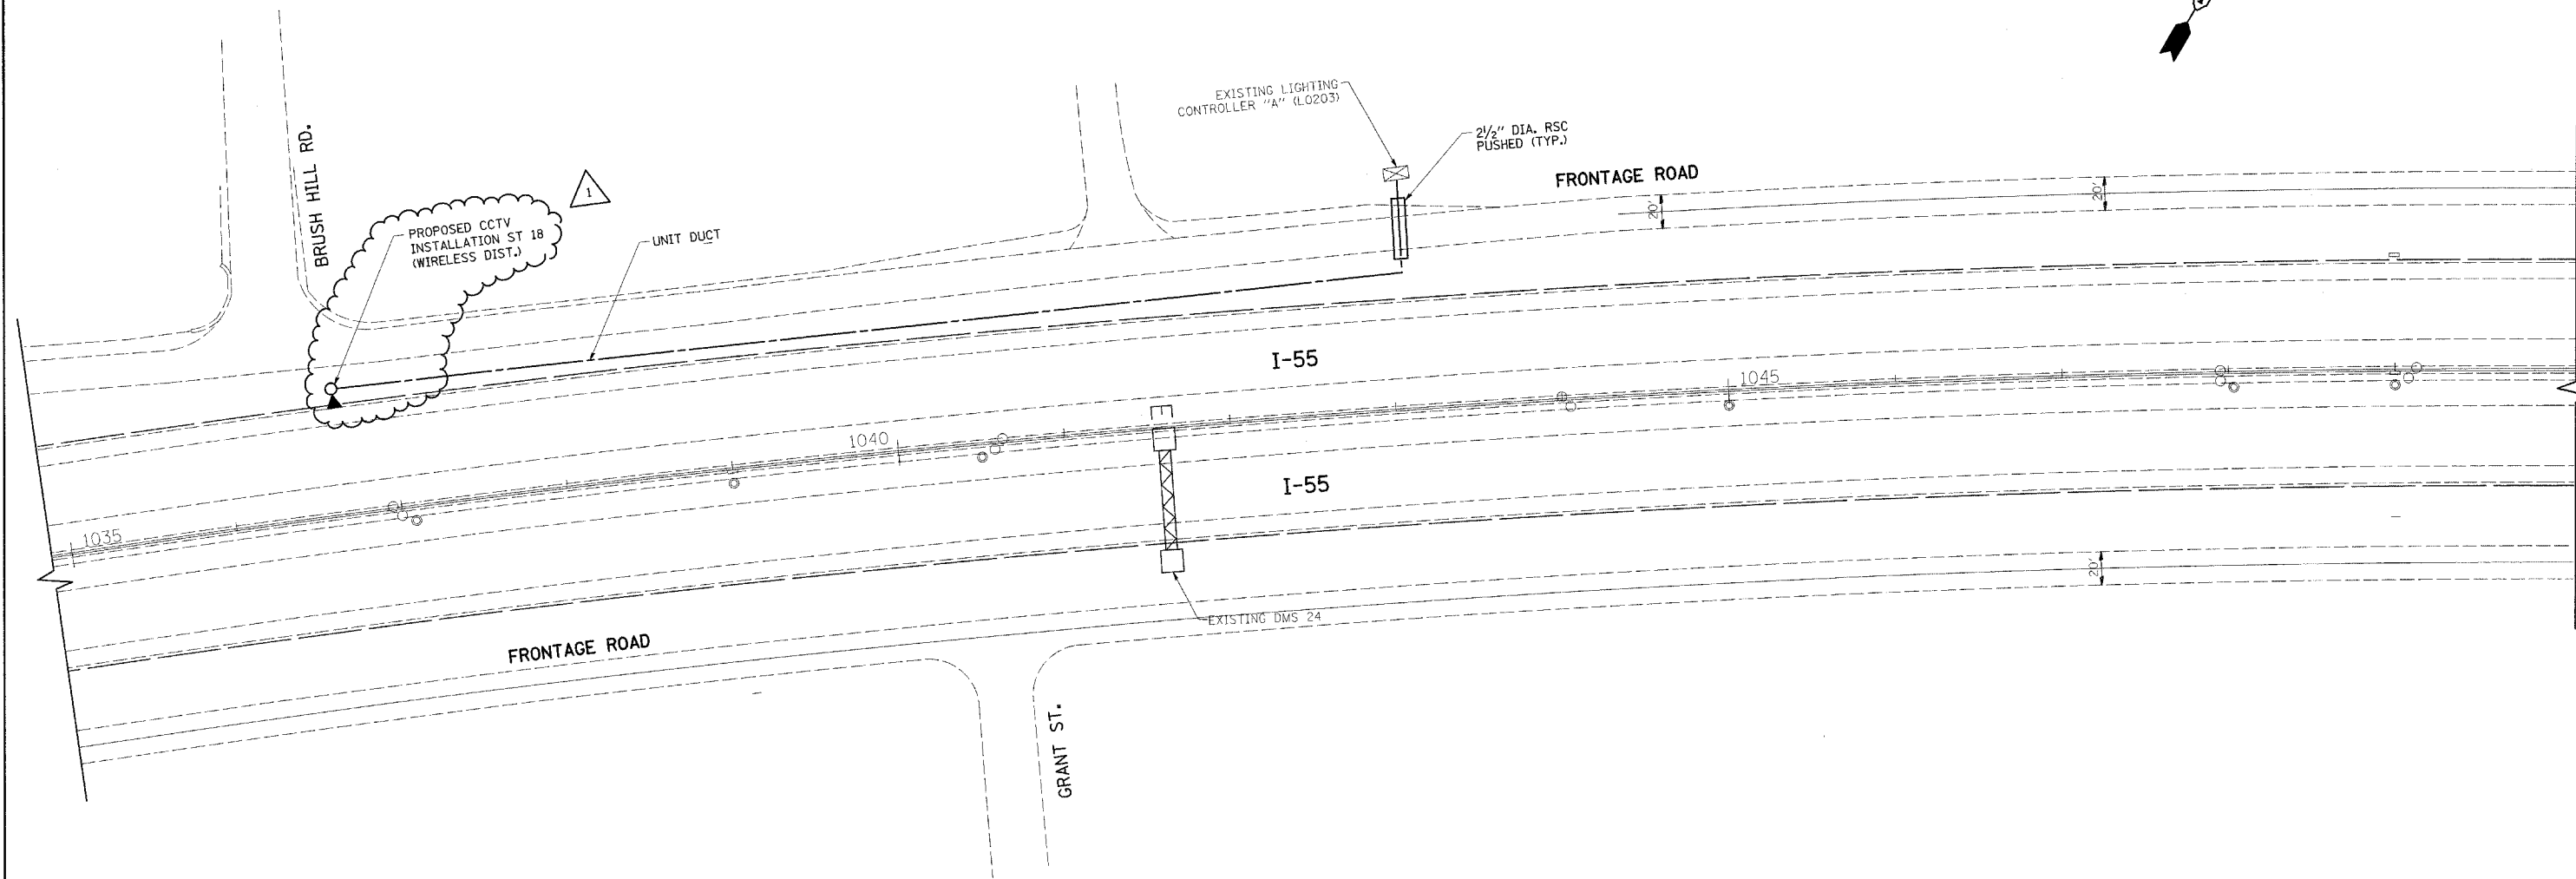 EXISTING LIGHTING
CONTROLLER "A" (L0203)
2½" DIA. RSC
PUSHED (TYP.)
FRONTAGE ROAD
20'
20'
BRUSH HILL RD.
1
PROPOSED CCTV
INSTALLATION ST 18
(WIRELESS DIST.)
UNIT DUCT
I-55
1045
1040
I-55
1035
20'
EXISTING DMS 24
FRONTAGE ROAD
GRANT ST.